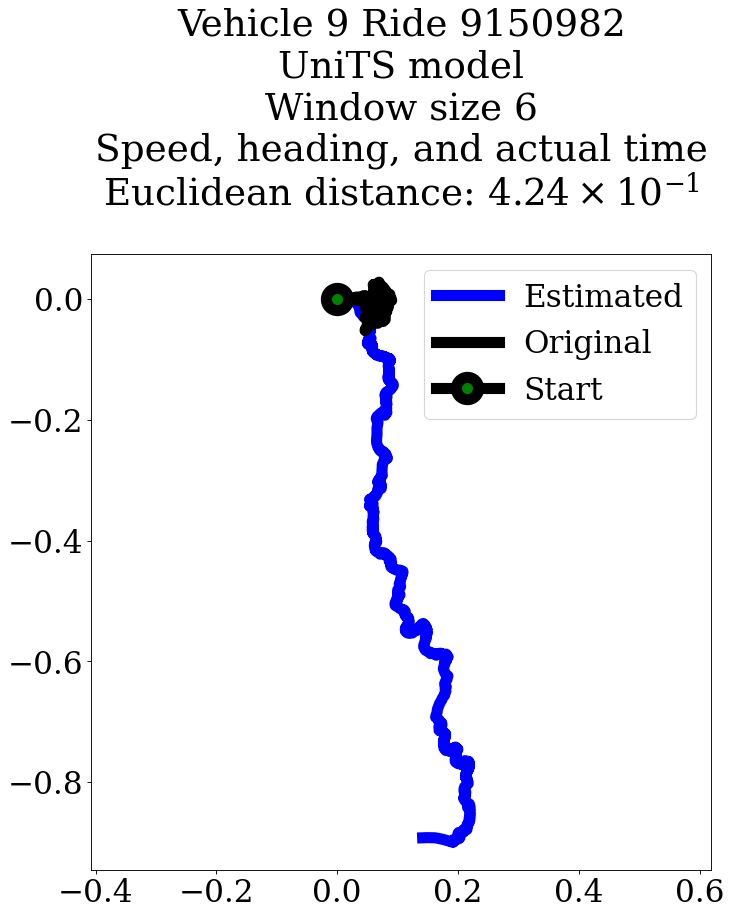 Vehicle 9 Ride 9150982
UniTS model
Window size 6
Speed, heading, and actual time
Euclidean distance: 4.24 × 10⁻¹
Estimated
Original
Start
0.0
−0.2
−0.4
−0.6
−0.8
−0.4
−0.2
0.0
0.2
0.4
0.6